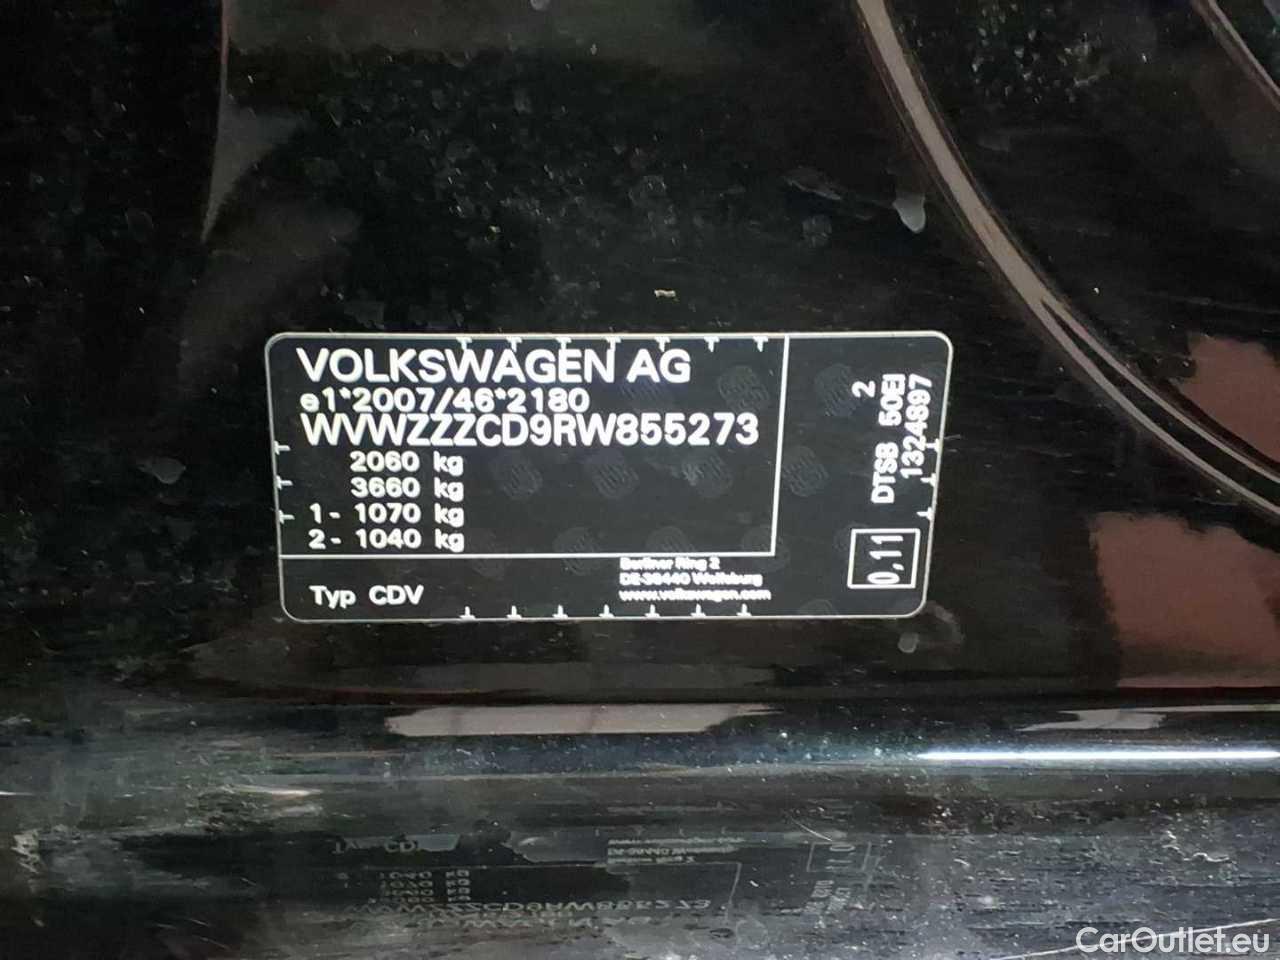 VOLKSWAGEN AG
e1*2007/46*2180
WVWZZZCD9RW855273
2060 kg
3660 kg
1 - 1070 kg
2 - 1040 kg
Typ CDV
Berliner Ring 2
DE-38440 Wolfsburg
www.volkswagen.com
2
DTSB 50EI
1324897
0,11
CarOutlet.eu